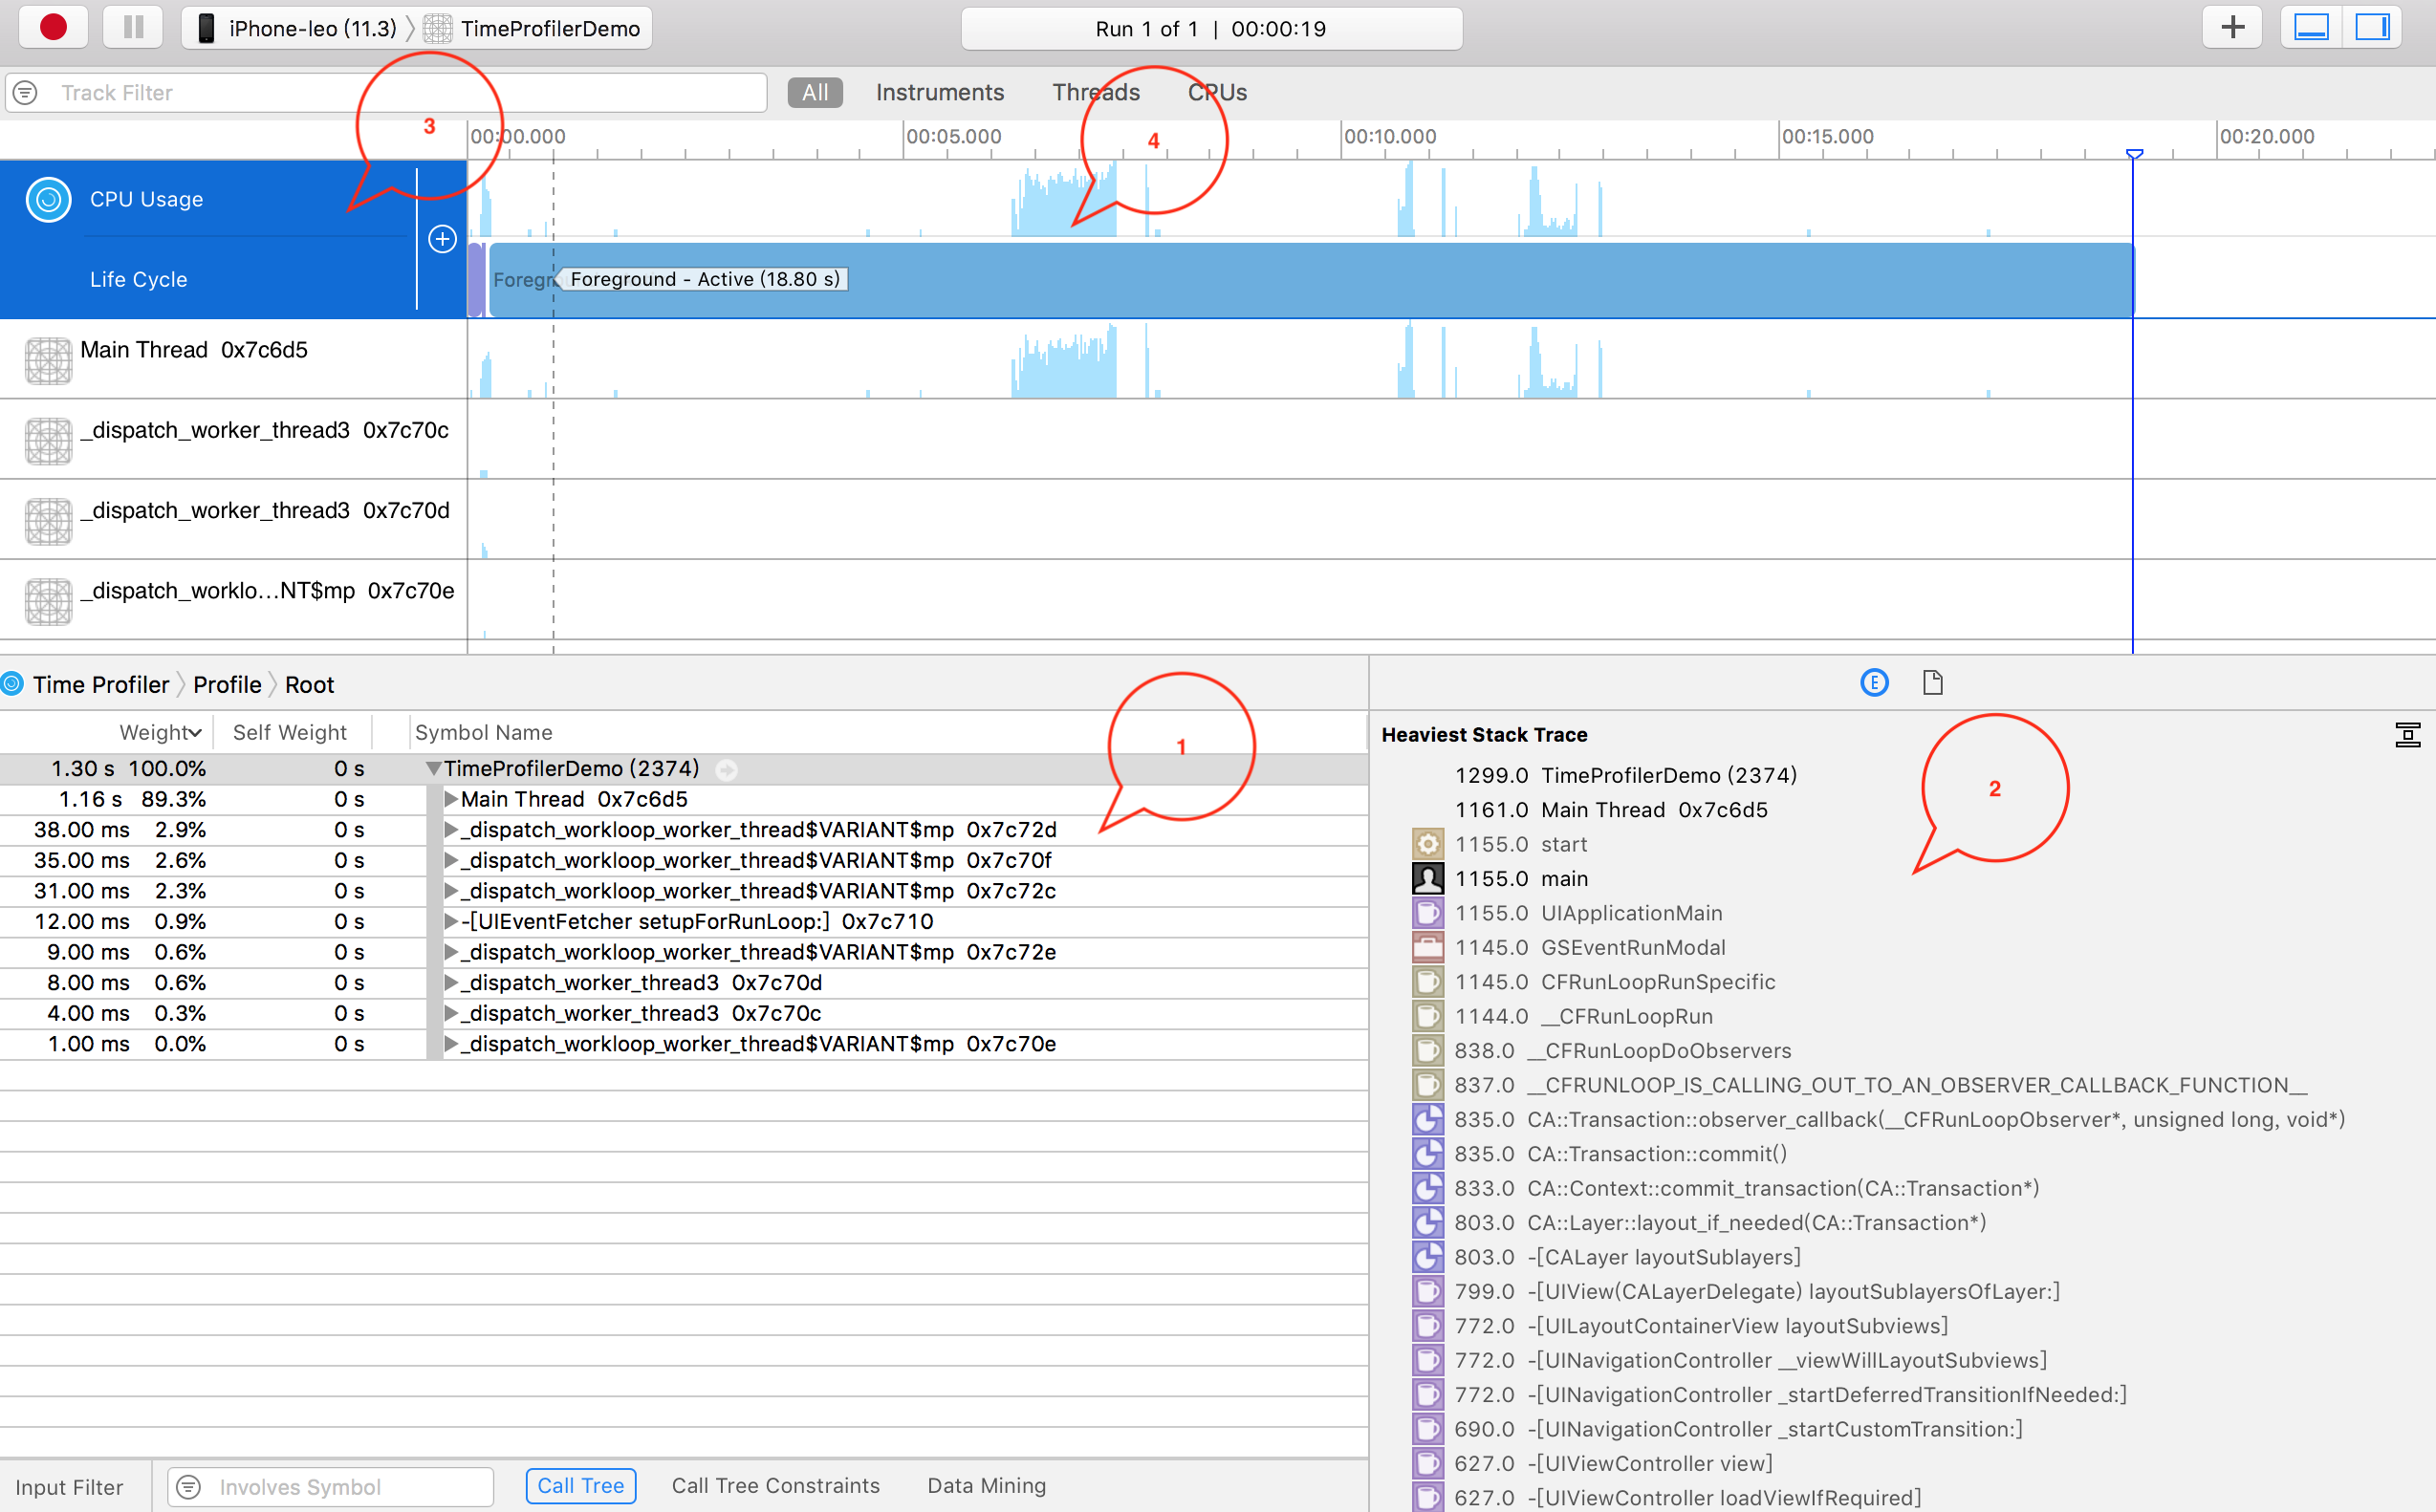 iPhone-leo (11.3) TimeProfilerDemo Run 1 of 1 | 00:00:19
Track Filter All Instruments Threads CPUs
3
4
00:00.000 00:05.000 00:10.000 00:15.000 00:20.000
CPU Usage
Life Cycle Foregr Foreground - Active (18.80 s)
Main Thread 0x7c6d5
_dispatch_worker_thread3 0x7c70c
_dispatch_worker_thread3 0x7c70d
_dispatch_worklo…NT$mp 0x7c70e
Time Profiler Profile Root
E
Weight Self Weight Symbol Name
1
1.30 s 100.0% 0 s TimeProfilerDemo (2374)
1.16 s 89.3% 0 s Main Thread 0x7c6d5
38.00 ms 2.9% 0 s _dispatch_workloop_worker_thread$VARIANT$mp 0x7c72d
35.00 ms 2.6% 0 s _dispatch_workloop_worker_thread$VARIANT$mp 0x7c70f
31.00 ms 2.3% 0 s _dispatch_workloop_worker_thread$VARIANT$mp 0x7c72c
12.00 ms 0.9% 0 s -[UIEventFetcher setupForRunLoop:] 0x7c710
9.00 ms 0.6% 0 s _dispatch_workloop_worker_thread$VARIANT$mp 0x7c72e
8.00 ms 0.6% 0 s _dispatch_worker_thread3 0x7c70d
4.00 ms 0.3% 0 s _dispatch_worker_thread3 0x7c70c
1.00 ms 0.0% 0 s _dispatch_workloop_worker_thread$VARIANT$mp 0x7c70e
Heaviest Stack Trace
2
1299.0 TimeProfilerDemo (2374)
1161.0 Main Thread 0x7c6d5
1155.0 start
1155.0 main
1155.0 UIApplicationMain
1145.0 GSEventRunModal
1145.0 CFRunLoopRunSpecific
1144.0 __CFRunLoopRun
838.0 __CFRunLoopDoObservers
837.0 __CFRUNLOOP_IS_CALLING_OUT_TO_AN_OBSERVER_CALLBACK_FUNCTION__
835.0 CA::Transaction::observer_callback(__CFRunLoopObserver*, unsigned long, void*)
835.0 CA::Transaction::commit()
833.0 CA::Context::commit_transaction(CA::Transaction*)
803.0 CA::Layer::layout_if_needed(CA::Transaction*)
803.0 -[CALayer layoutSublayers]
799.0 -[UIView(CALayerDelegate) layoutSublayersOfLayer:]
772.0 -[UILayoutContainerView layoutSubviews]
772.0 -[UINavigationController __viewWillLayoutSubviews]
772.0 -[UINavigationController _startDeferredTransitionIfNeeded:]
690.0 -[UINavigationController _startCustomTransition:]
627.0 -[UIViewController view]
627.0 -[UIViewController loadViewIfRequired]
Input Filter Involves Symbol Call Tree Call Tree Constraints Data Mining